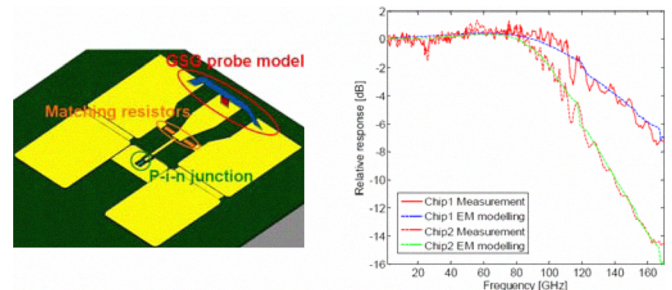 GSG probe model
Matching resistors
P-i-n junction
Relative response [dB]
2
0
-2
-4
-6
-8
-10
-12
-14
-16
Chip1 Measurement
Chip1 EM modelling
Chip2 Measurement
Chip2 EM modelling
20 40 60 80 100 120 140 160
Frequency [GHz]